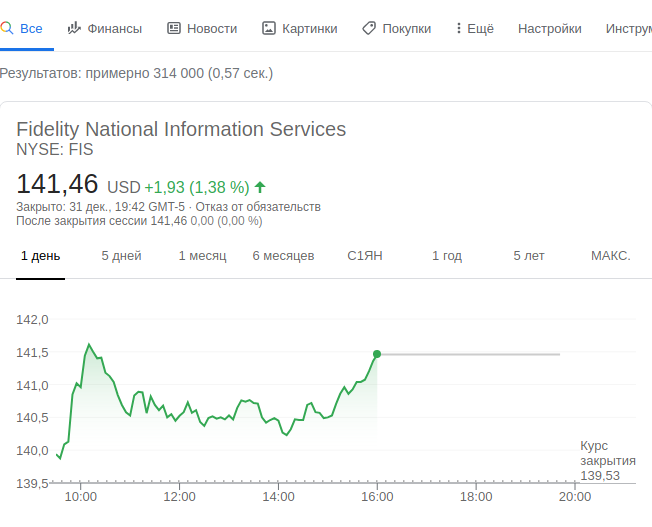 Все Финансы Новости Картинки Покупки Ещё Настройки Инструм
Результатов: примерно 314 000 (0,57 сек.)
Fidelity National Information Services
NYSE: FIS
141,46 USD +1,93 (1,38 %)
Закрыто: 31 дек., 19:42 GMT-5 · Отказ от обязательств
После закрытия сессии 141,46 0,00 (0,00 %)
1 день 5 дней 1 месяц 6 месяцев С1ЯН 1 год 5 лет МАКС.
142,0
141,5
141,0
140,5
140,0
Курс
закрытия
139,53
139,5
10:00 12:00 14:00 16:00 18:00 20:00